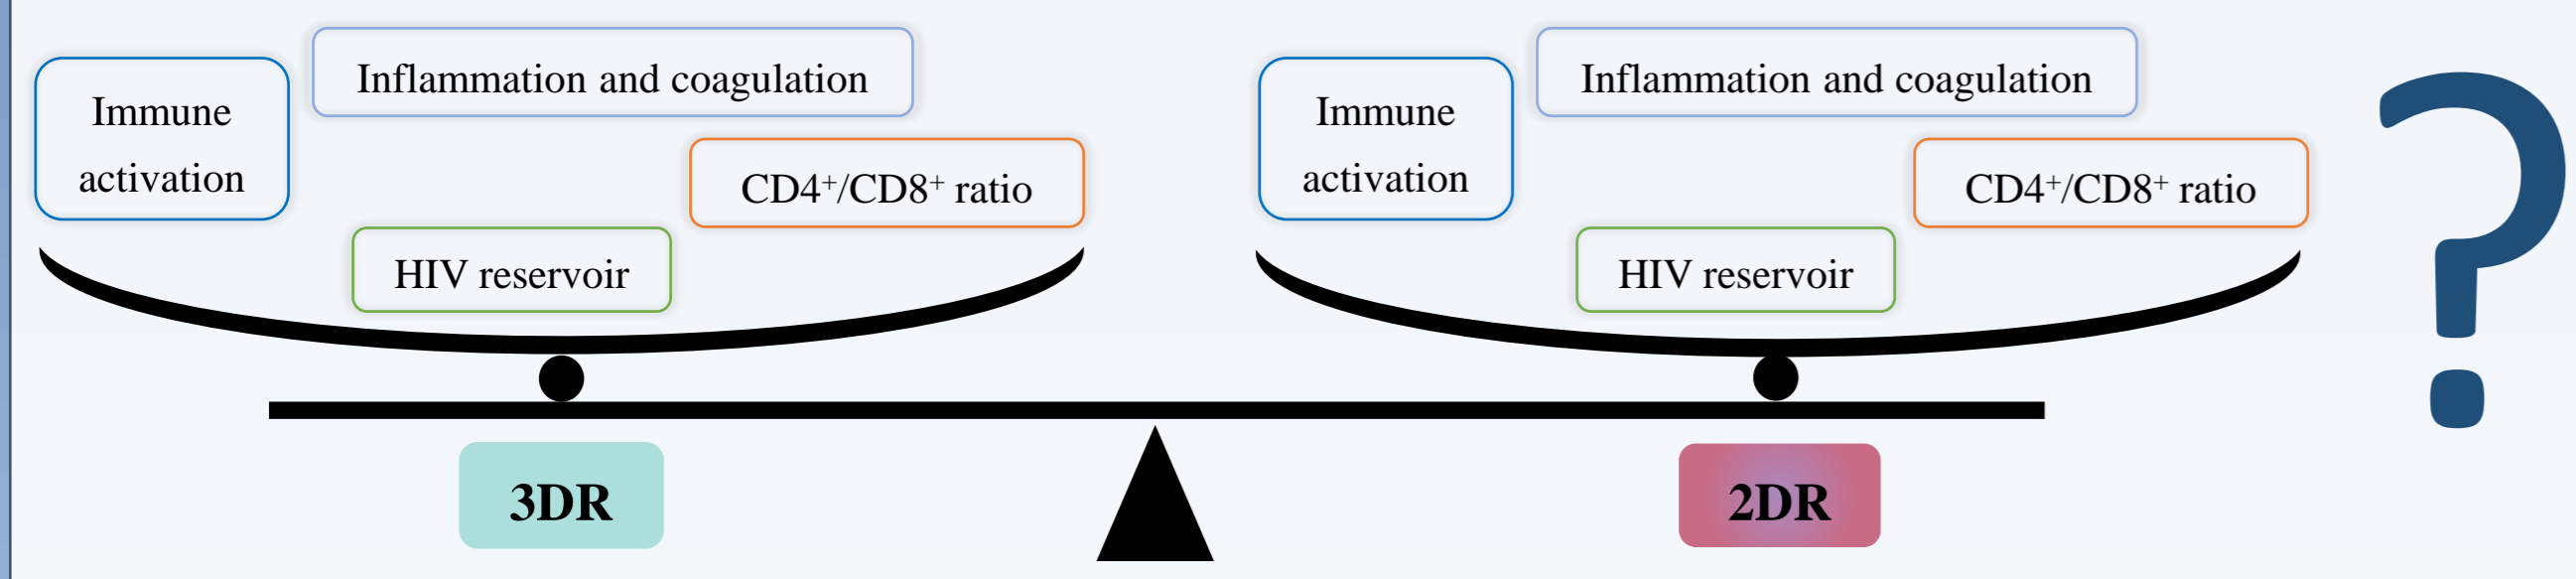 Inflammation and coagulation
Immune
activation
CD4⁺/CD8⁺ ratio
HIV reservoir
3DR
Inflammation and coagulation
Immune
activation
CD4⁺/CD8⁺ ratio
HIV reservoir
2DR
?